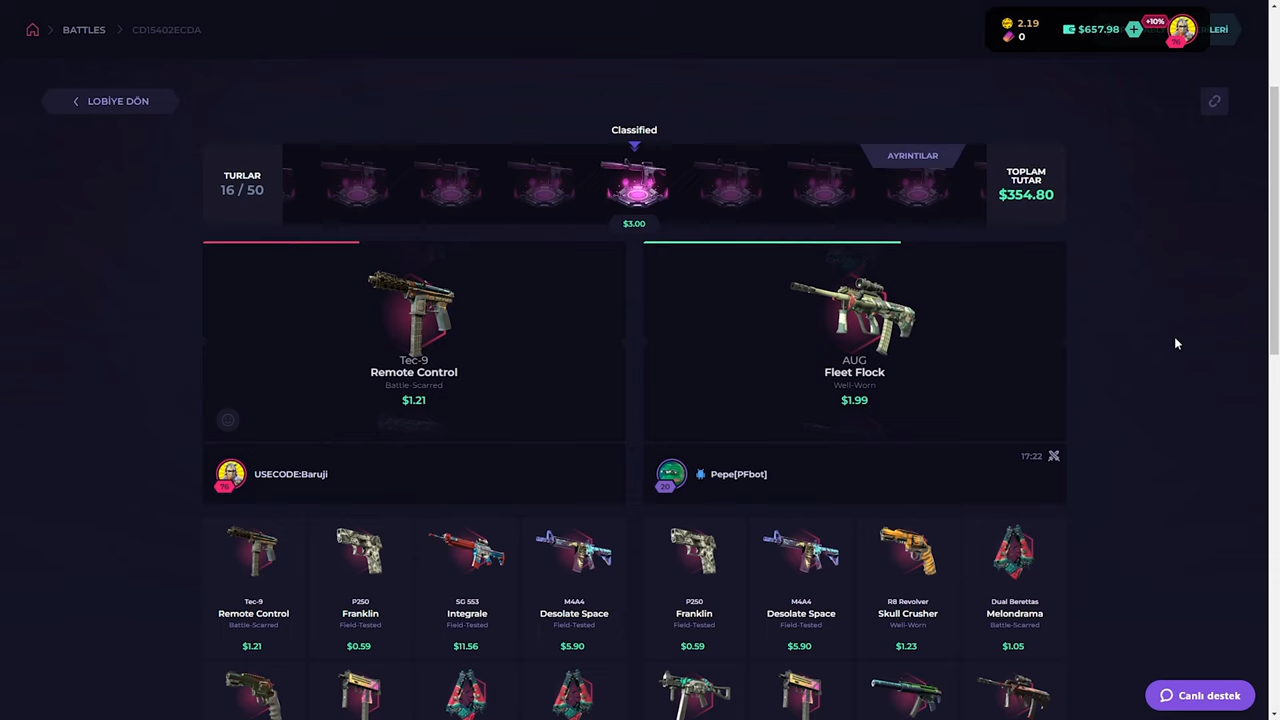 BATTLES
CD15402ECDA
2.19
0
$657.98
+10%
76
LERİ
LOBİYE DÖN
Classified
AYRINTILAR
TURLAR
16 / 50
TOPLAM
TUTAR
$354.80
$3.00
Tec-9
Remote Control
Battle-Scarred
$1.21
AUG
Fleet Flock
Well-Worn
$1.99
76
USECODE:Baruji
20
Pepe[PFbot]
17:22
Tec-9
Remote Control
Battle-Scarred
$1.21
P250
Franklin
Field-Tested
$0.59
SG 553
Integrale
Field-Tested
$11.56
M4A4
Desolate Space
Field-Tested
$5.90
P250
Franklin
Field-Tested
$0.59
M4A4
Desolate Space
Field-Tested
$5.90
R8 Revolver
Skull Crusher
Well-Worn
$1.23
Dual Berettas
Melondrama
Battle-Scarred
$1.05
Canlı destek